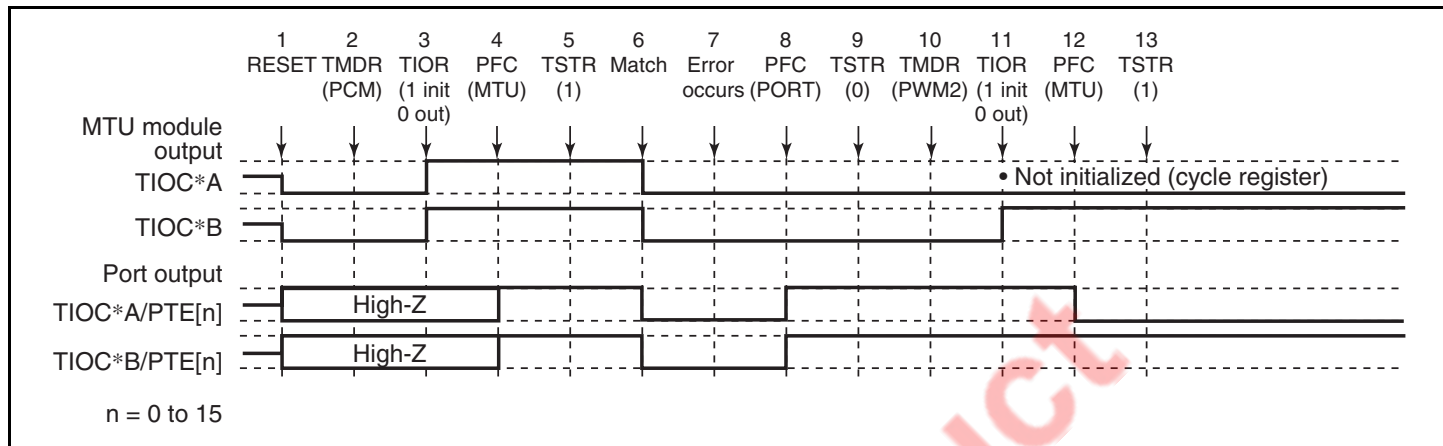 1 2 3 4 5 6 7 8 9 10 11 12 13
RESET TMDR TIOR PFC TSTR Match Error PFC TSTR TMDR TIOR PFC TSTR
(PCM) (1 init (MTU) (1) occurs (PORT) (0) (PWM2) (1 init (MTU) (1)
0 out) 0 out)
MTU module
output
TIOC*A
• Not initialized (cycle register)
TIOC*B
Port output
TIOC*A/PTE[n]
High-Z
TIOC*B/PTE[n]
High-Z
n = 0 to 15